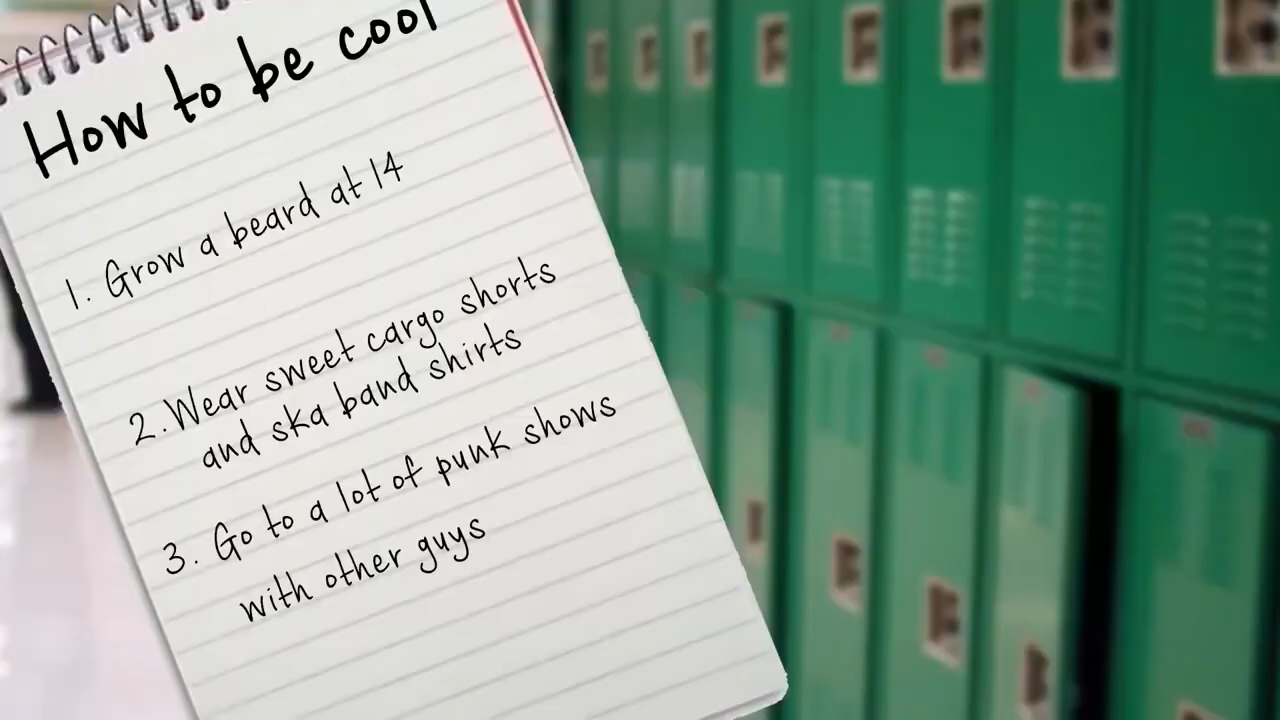 How to be cool
1. Grow a beard at 14
2. Wear sweet cargo shorts
and ska band shirts
3. Go to a lot of punk shows
with other guys